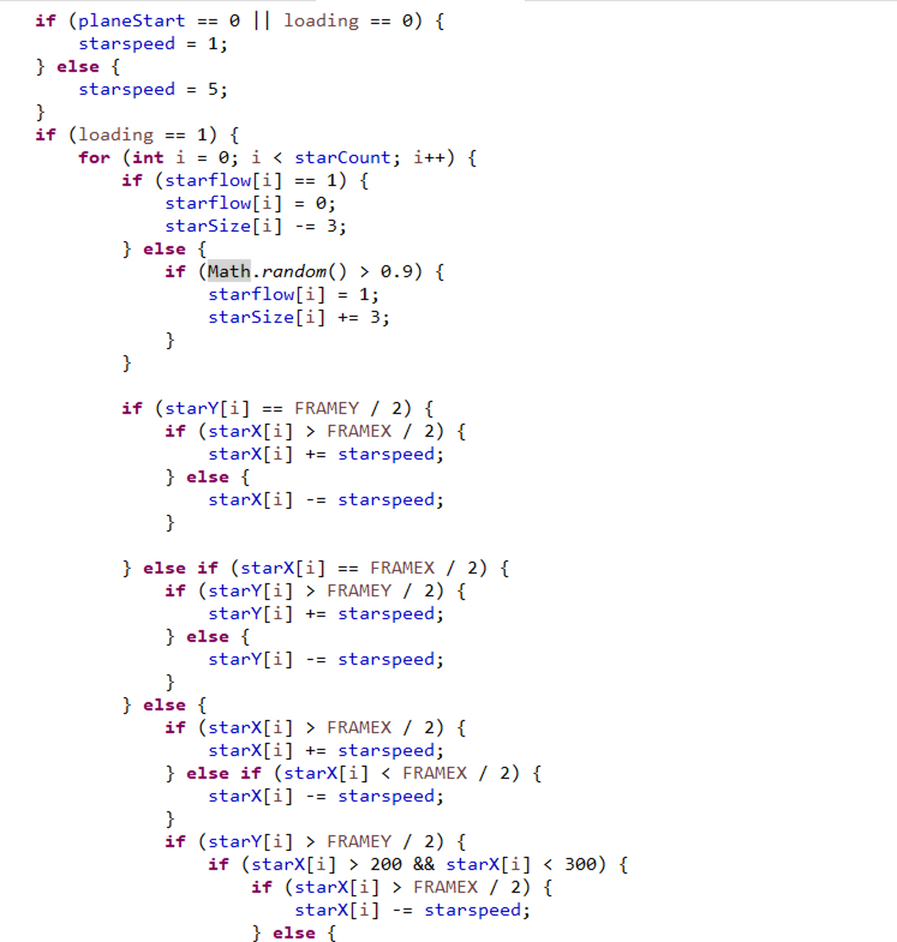 if (planeStart == 0 || loading == 0) {
    starspeed = 1;
} else {
    starspeed = 5;
}
if (loading == 1) {
    for (int i = 0; i < starCount; i++) {
        if (starflow[i] == 1) {
            starflow[i] = 0;
            starSize[i] -= 3;
        } else {
            if (Math.random() > 0.9) {
                starflow[i] = 1;
                starSize[i] += 3;
            }
        }

        if (starY[i] == FRAMEY / 2) {
            if (starX[i] > FRAMEX / 2) {
                starX[i] += starspeed;
            } else {
                starX[i] -= starspeed;
            }

        } else if (starX[i] == FRAMEX / 2) {
            if (starY[i] > FRAMEY / 2) {
                starY[i] += starspeed;
            } else {
                starY[i] -= starspeed;
            }
        } else {
            if (starX[i] > FRAMEX / 2) {
                starX[i] += starspeed;
            } else if (starX[i] < FRAMEX / 2) {
                starX[i] -= starspeed;
            }
            if (starY[i] > FRAMEY / 2) {
                if (starX[i] > 200 && starX[i] < 300) {
                    if (starX[i] > FRAMEX / 2) {
                        starX[i] -= starspeed;
                    } else {